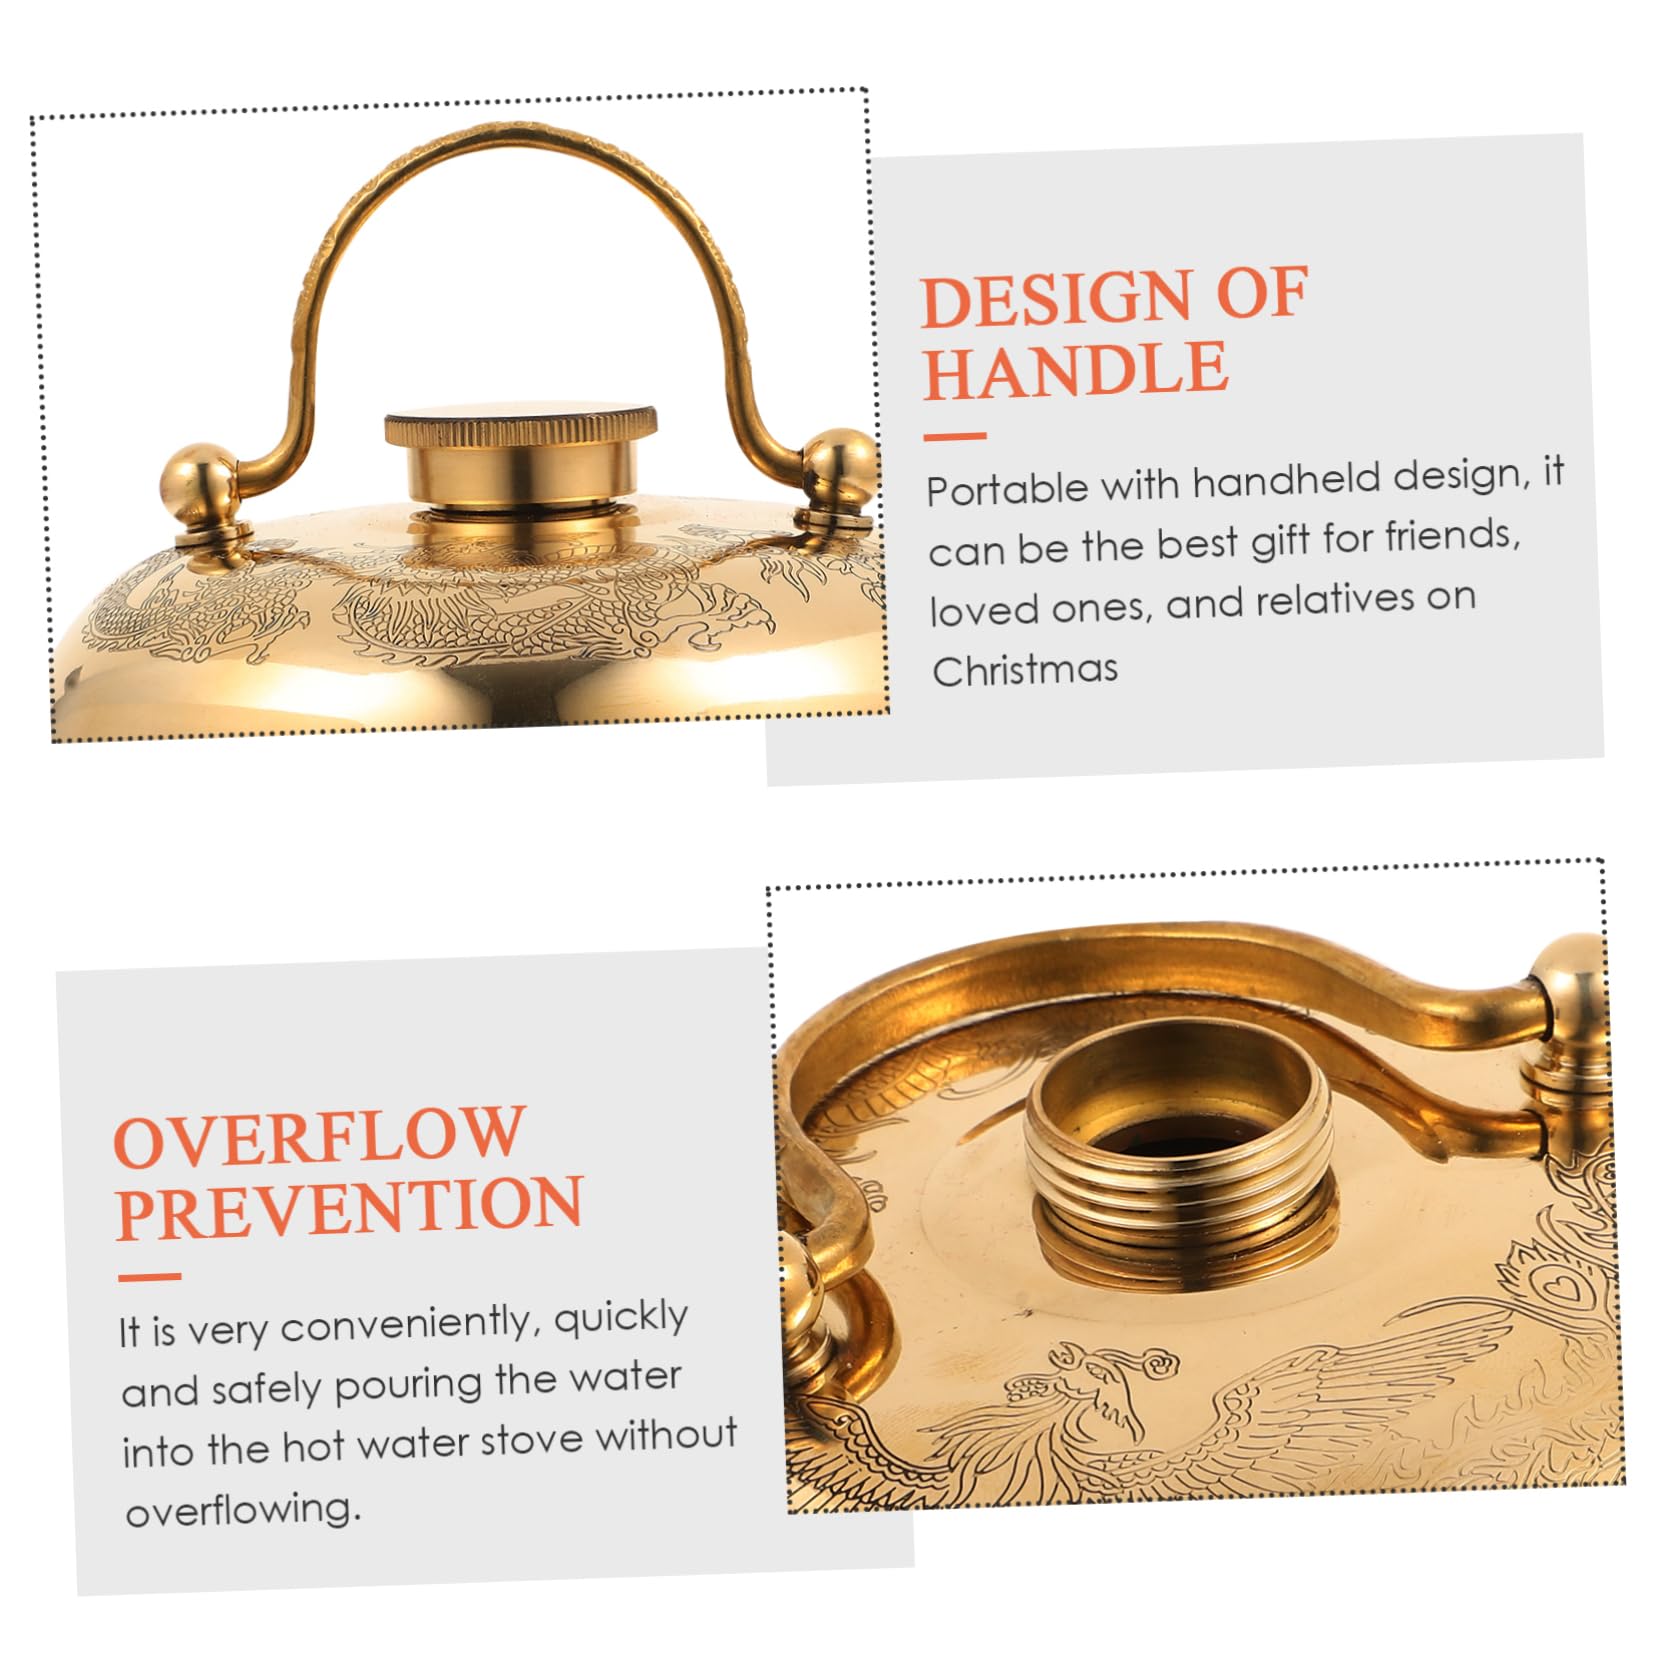 DESIGN OF
HANDLE
Portable with handheld design, it
can be the best gift for friends,
loved ones, and relatives on
Christmas
OVERFLOW
PREVENTION
It is very conveniently, quickly
and safely pouring the water
into the hot water stove without
overflowing.